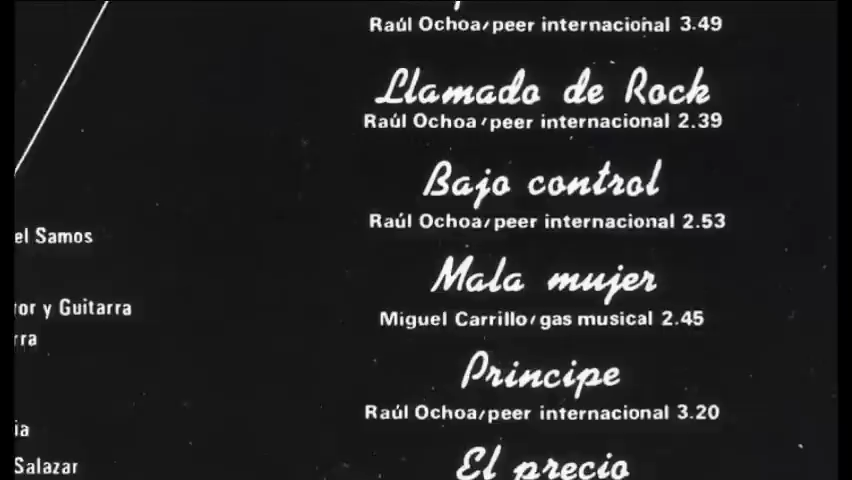 Raúl Ochoa/peer internacional 3.49
Llamado de Rock
Raúl Ochoa/peer internacional 2.39
Bajo control
Raúl Ochoa/peer internacional 2.53
el Samos
Mala mujer
or y Guitarra
Miguel Carrillo/gas musical 2.45
rra
Principe
Raúl Ochoa/peer internacional 3.20
ia
Salazar
El precio